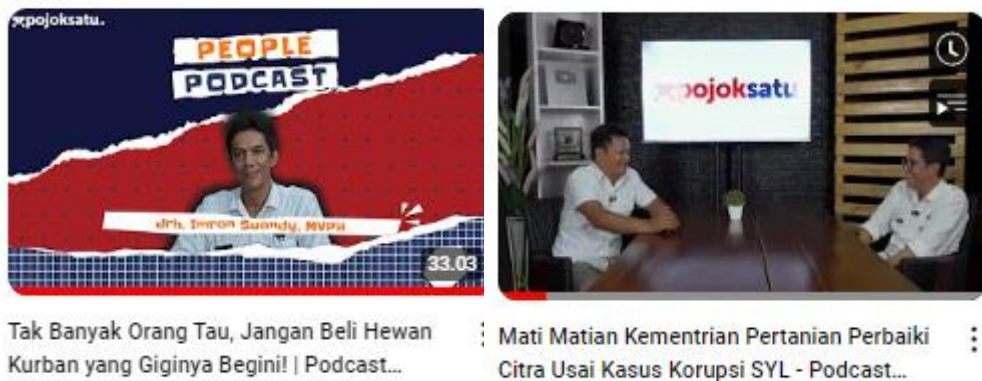 pojoksatu.
PEOPLE
PODCAST
drh. Imron Suandy, MVPH
33.03
Tak Banyak Orang Tau, Jangan Beli Hewan
Kurban yang Giginya Begini! | Podcast...
pojoksatu
Mati Matian Kementrian Pertanian Perbaiki
Citra Usai Kasus Korupsi SYL - Podcast...